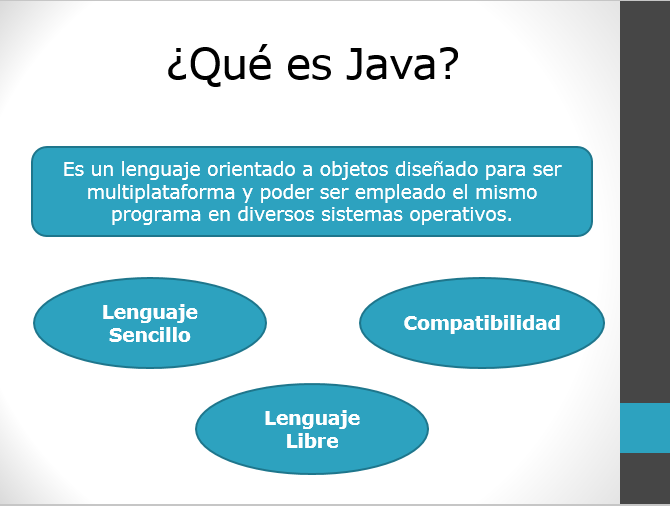 ¿Qué es Java?
Es un lenguaje orientado a objetos diseñado para ser
multiplataforma y poder ser empleado el mismo
programa en diversos sistemas operativos.
Lenguaje
Sencillo
Compatibilidad
Lenguaje
Libre